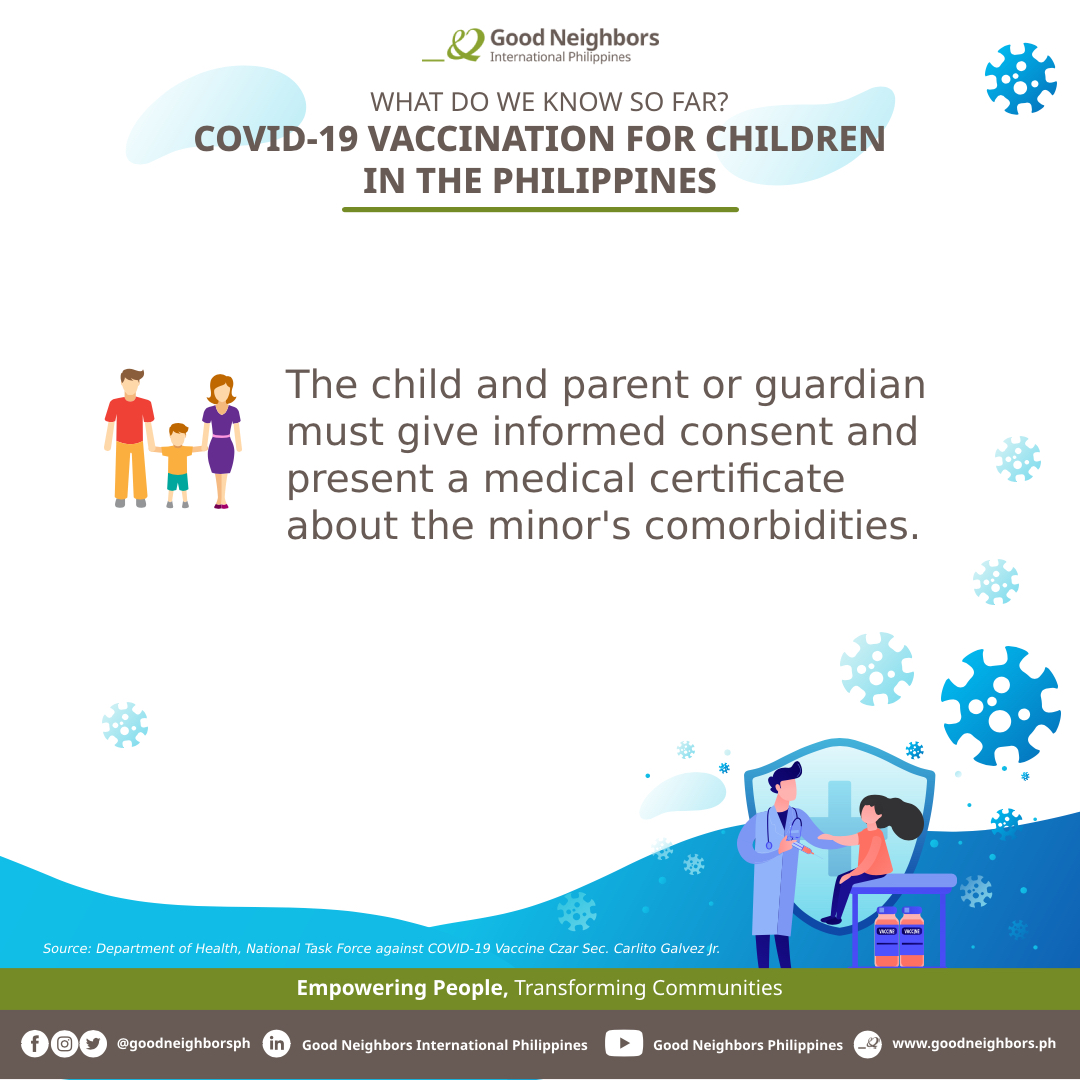 Good Neighbors
International Philippines
WHAT DO WE KNOW SO FAR?
COVID-19 VACCINATION FOR CHILDREN
IN THE PHILIPPINES
The child and parent or guardian
must give informed consent and
present a medical certificate
about the minor's comorbidities.
VACCINE VACCINE
Source: Department of Health, National Task Force against COVID-19 Vaccine Czar Sec. Carlito Galvez Jr.
Empowering People, Transforming Communities
@goodneighborsph Good Neighbors International Philippines Good Neighbors Philippines www.goodneighbors.ph